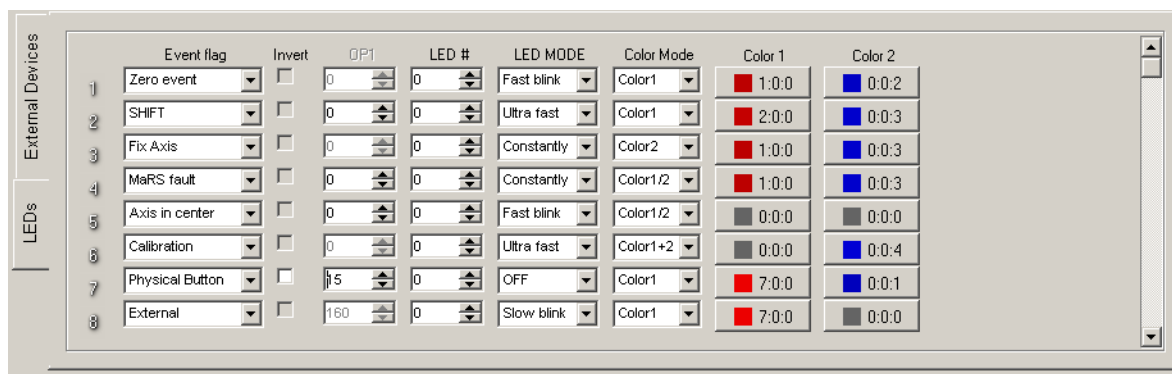 External Devices
LEDs
Event flag Invert OP1 LED # LED MODE Color Mode Color 1 Color 2
1 Zero event 0 0 Fast blink Color1 1:0:0 0:0:2
2 SHIFT 0 0 Ultra fast Color1 2:0:0 0:0:3
3 Fix Axis 0 0 Constantly Color2 1:0:0 0:0:3
4 MaRS fault 0 0 Constantly Color1/2 1:0:0 0:0:3
5 Axis in center 0 0 Fast blink Color1/2 0:0:0 0:0:0
6 Calibration 0 0 Ultra fast Color1+2 0:0:0 0:0:4
7 Physical Button 15 0 OFF Color1 7:0:0 0:0:1
8 External 160 0 Slow blink Color1 7:0:0 0:0:0